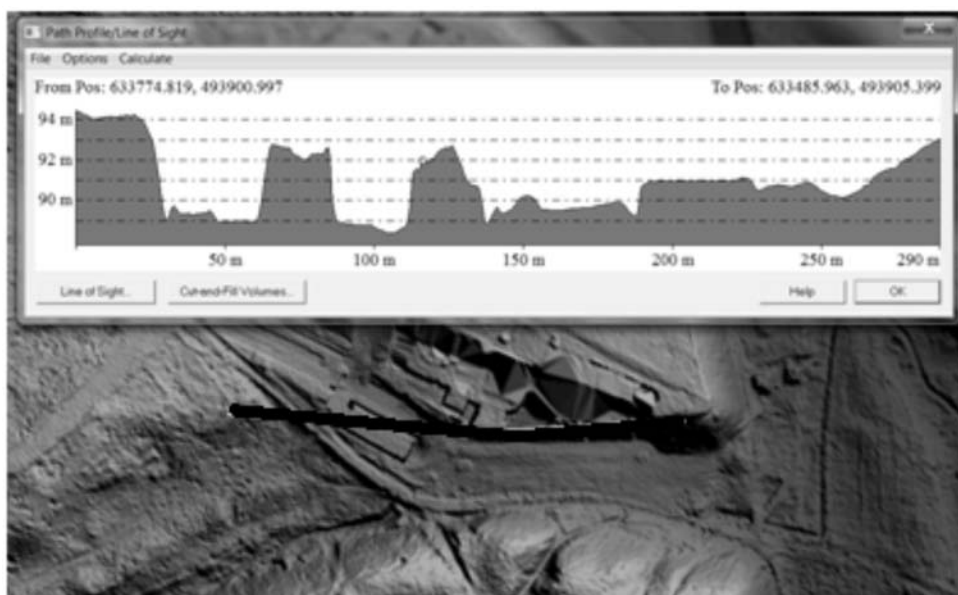 Path Profile/Line of Sight
File Options Calculate
From Pos: 633774.819, 493900.997 To Pos: 633485.963, 493905.399
94 m
92 m
90 m
50 m 100 m 150 m 200 m 250 m 290 m
Line of Sight... Cut-and-Fill Volumes... Help OK